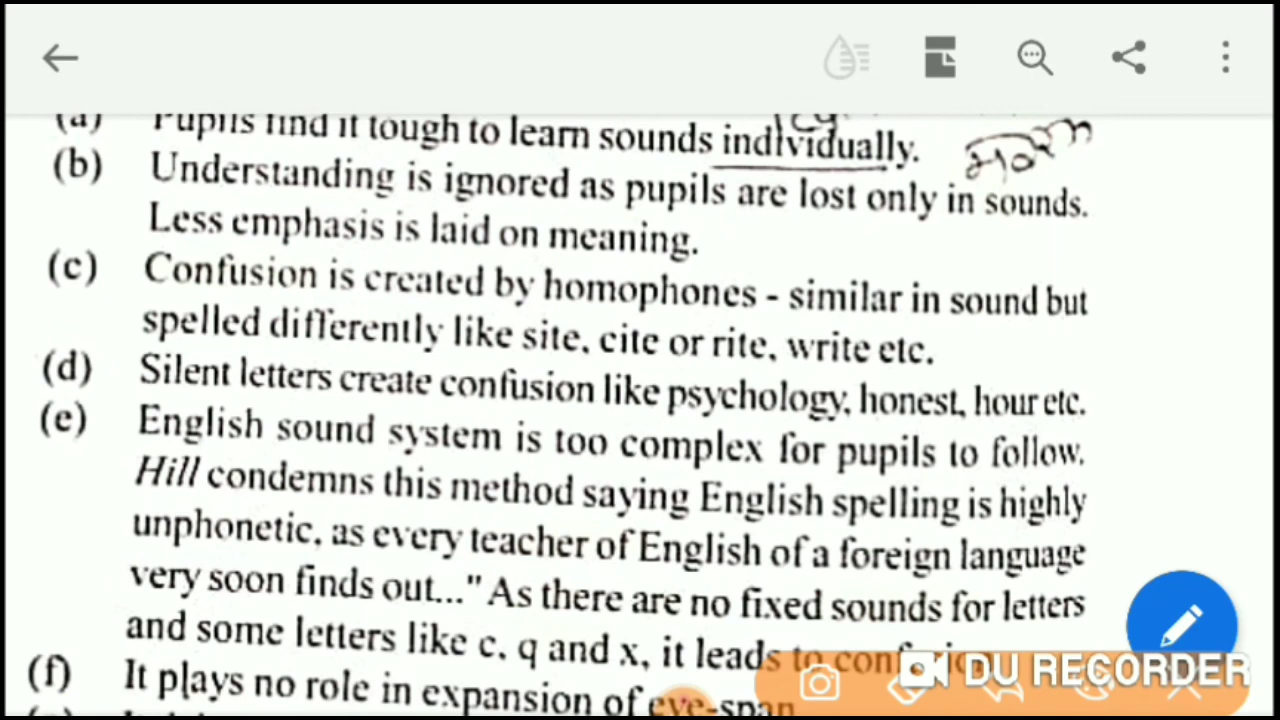 (a) Pupils find it tough to learn sounds individually.
(b) Understanding is ignored as pupils are lost only in sounds.
Less emphasis is laid on meaning.
(c) Confusion is created by homophones - similar in sound but
spelled differently like site, cite or rite, write etc.
(d) Silent letters create confusion like psychology, honest, hour etc.
(e) English sound system is too complex for pupils to follow.
Hill condemns this method saying English spelling is highly
unphonetic, as every teacher of English of a foreign language
very soon finds out..." As there are no fixed sounds for letters
and some letters like c, q and x, it leads to confusion
DU RECORDER
(f) It plays no role in expansion of eye-span